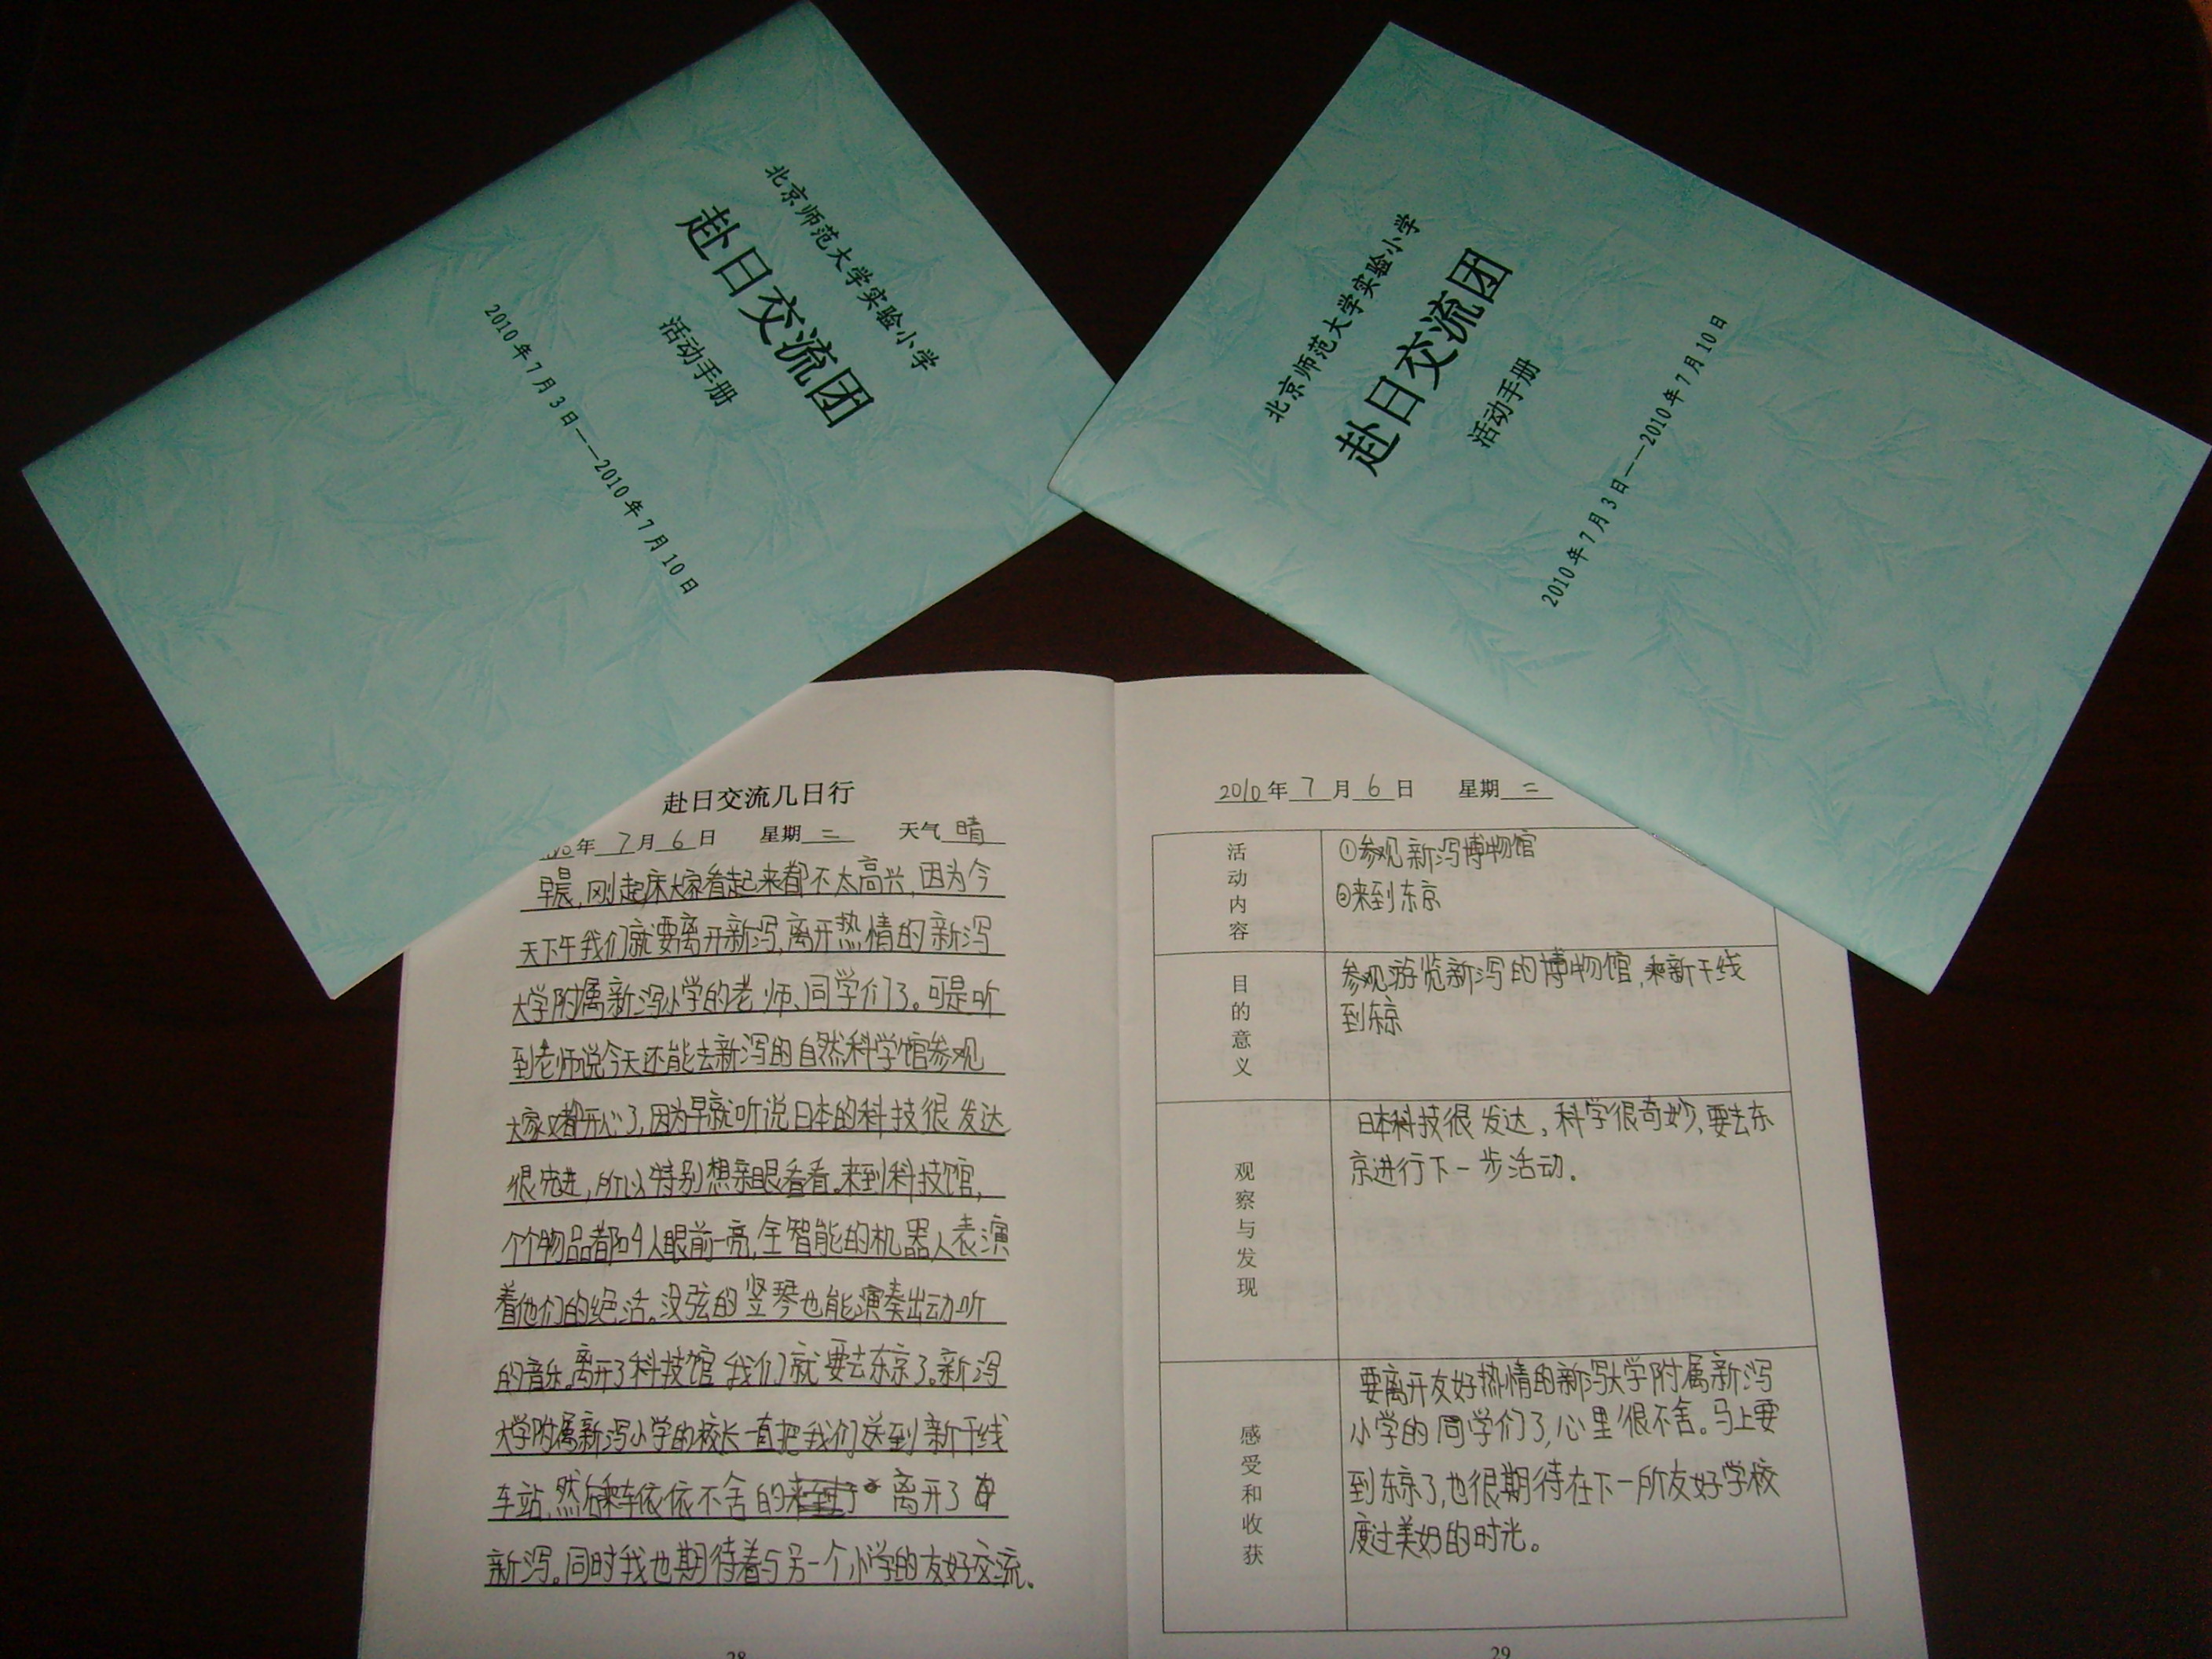 北京师范大学实验小学
赴日交流团
活动手册
2010年7月3日——2010年7月10日
北京师范大学实验小学
赴日交流团
活动手册
2010年7月3日——2010年7月10日
赴日交流几日行
年 7 月 6 日 星期 二 天气 晴
早晨,刚起床大家看起来都不太高兴,因为今
天下午我们就要离开新泻,离开热情的新泻
大学附属新泻小学的老师、同学们了。可是听
到老师说今天还能去新泻的自然科学馆参观
大家又都开心了,因为早就听说日本的科技很发达
很先进,所以特别想亲眼看看。来到科技馆,
个个物品都叫人眼前一亮,全智能的机器人表演
着他们的绝活。没弦的竖琴也能演奏出动听
的音乐。离开了科技馆我们就要去东京了。新泻
大学附属新泻小学的校长一直把我们送到新干线
车站,然后乘车依依不舍的离开了
新泻。同时我也期待着与另一个小学的友好交流。
28
2010年 7 月 6 日 星期 二
活动内容
①参观新泻博物馆
②来到东京
目的意义
参观游览新泻的博物馆,乘新干线
到东京
观察与发现
日本科技很发达,科学很奇妙,要去东
京进行下一步活动.
感受和收获
要离开友好热情的新泻大学附属新泻
小学的同学们了,心里很不舍。马上要
到东京了,也很期待在下一所友好学校
度过美好的时光。
29